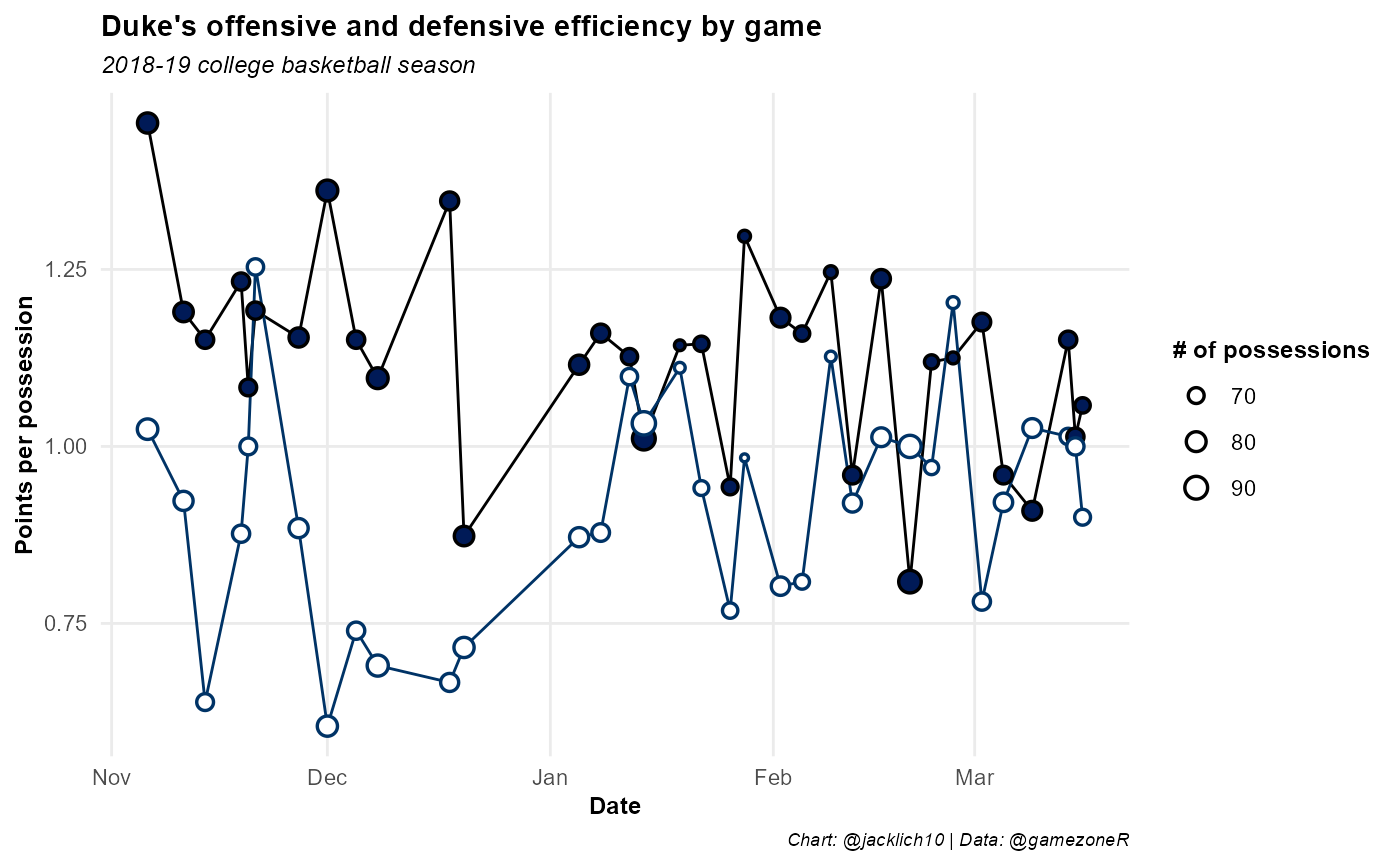 Duke's offensive and defensive efficiency by game
2018-19 college basketball season
Points per possession
1.25
1.00
0.75
Nov
Dec
Jan
Feb
Mar
Date
# of possessions
70
80
90
Chart: @jacklich10 | Data: @gamezoneR